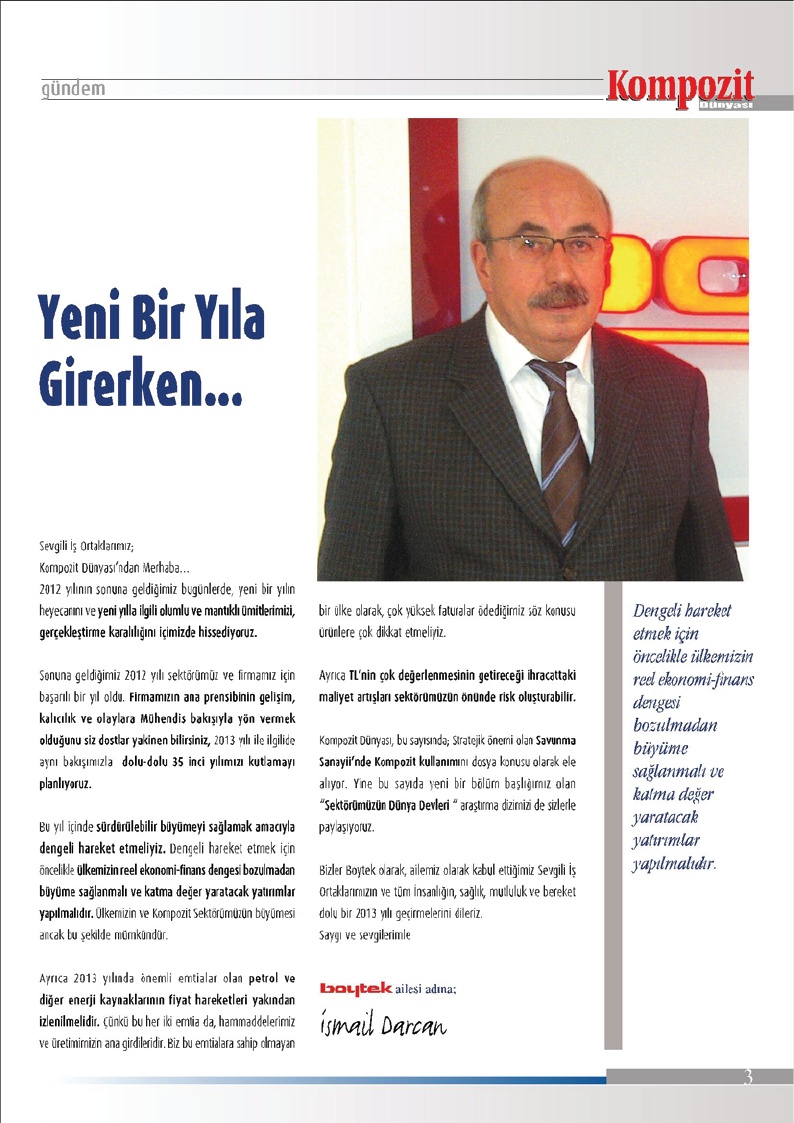 gündem
Kompozit
Dünyası
Yeni Bir Yıla
Girerken...
Sevgili İş Ortaklarımız;
Kompozit Dünyası'ndan Merhaba…
2012 yılının sonuna geldiğimiz bugünlerde, yeni bir yılın
heyecanını ve yeni yılla ilgili olumlu ve mantıklı ümitlerimizi,
gerçekleştirme karalılığını içimizde hissediyoruz.
Sonuna geldiğimiz 2012 yılı sektörümüz ve firmamız için
başarılı bir yıl oldu. Firmamızın ana prensibinin gelişim,
kalıcılık ve olaylara Mühendis bakışıyla yön vermek
olduğunu siz dostlar yakinen bilirsiniz, 2013 yılı ile ilgilide
aynı bakışımızla dolu-dolu 35 inci yılımızı kutlamayı
planlıyoruz.
Bu yıl içinde sürdürülebilir büyümeyi sağlamak amacıyla
dengeli hareket etmeliyiz. Dengeli hareket etmek için
öncelikle ülkemizin reel ekonomi-finans dengesi bozulmadan
büyüme sağlanmalı ve katma değer yaratacak yatırımlar
yapılmalıdır. Ülkemizin ve Kompozit Sektörümüzün büyümesi
ancak bu şekilde mümkündür.
Ayrıca 2013 yılında önemli emtialar olan petrol ve
diğer enerji kaynaklarının fiyat hareketleri yakından
izlenilmelidir. Çünkü bu her iki emtia da, hammaddelerimiz
ve üretimimizin ana girdileridir. Biz bu emtialara sahip olmayan
bir ülke olarak, çok yüksek faturalar ödediğimiz söz konusu
ürünlere çok dikkat etmeliyiz.
Ayrıca TL'nin çok değerlenmesinin getireceği ihracattaki
maliyet artışları sektörümüzün önünde risk oluşturabilir.
Kompozit Dünyası, bu sayısında; Stratejik önemi olan Savunma
Sanayii'nde Kompozit kullanımını dosya konusu olarak ele
alıyor. Yine bu sayıda yeni bir bölüm başlığımız olan
"Sektörümüzün Dünya Devleri " araştırma dizimizi de sizlerle
paylaşıyoruz.
Bizler Boytek olarak, ailemiz olarak kabul ettiğimiz Sevgili İş
Ortaklarımızın ve tüm İnsanlığın, sağlık, mutluluk ve bereket
dolu bir 2013 yılı geçirmelerini dileriz.
Saygı ve sevgilerimle
boytek ailesi adına;
İsmail Darcan
Dengeli hareket
etmek için
öncelikle ülkemizin
reel ekonomi-finans
dengesi
bozulmadan
büyüme
sağlanmalı ve
katma değer
yaratacak
yatırımlar
yapılmalıdır.
3